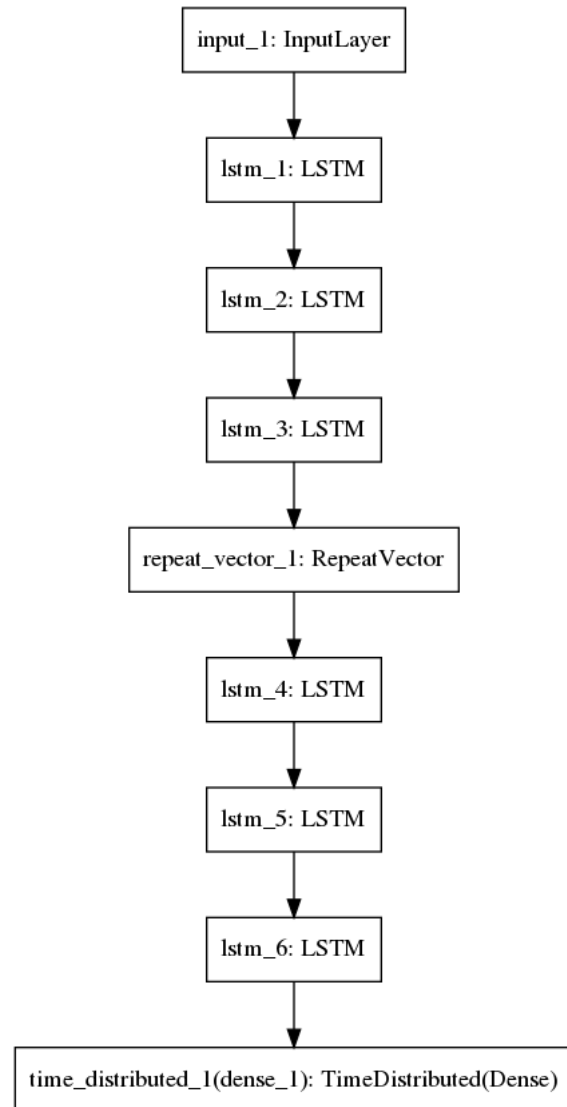 input_1: InputLayer
lstm_1: LSTM
lstm_2: LSTM
lstm_3: LSTM
repeat_vector_1: RepeatVector
lstm_4: LSTM
lstm_5: LSTM
lstm_6: LSTM
time_distributed_1(dense_1): TimeDistributed(Dense)